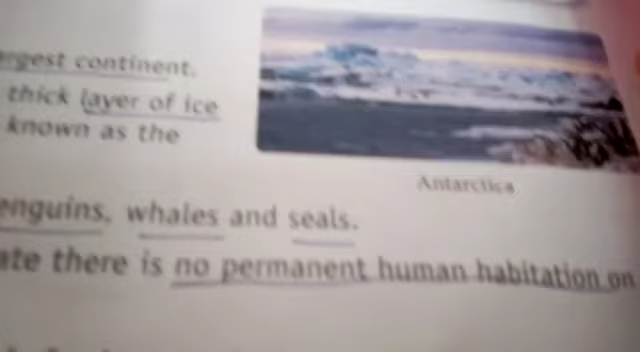 rgest continent.
thick layer of ice
known as the
Antarctica
enguins, whales and seals.
ate there is no permanent human habitation on